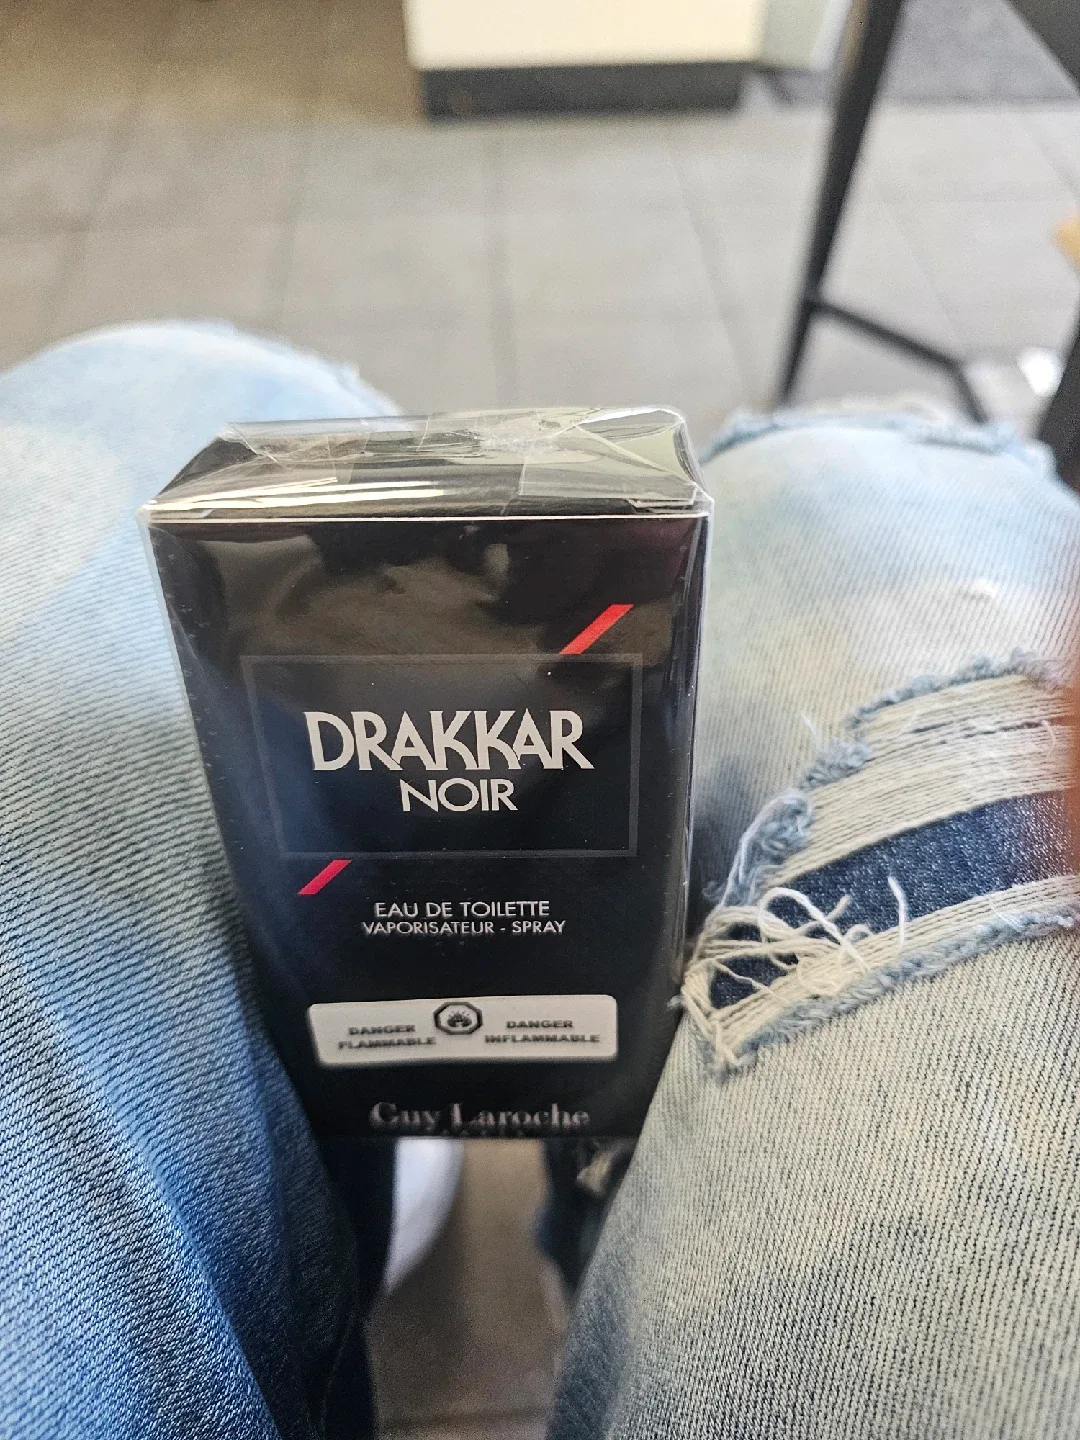 DRAKKAR
NOIR
EAU DE TOILETTE
VAPORISATEUR - SPRAY
DANGER
FLAMMABLE
DANGER
INFLAMMABLE
Guy Laroche